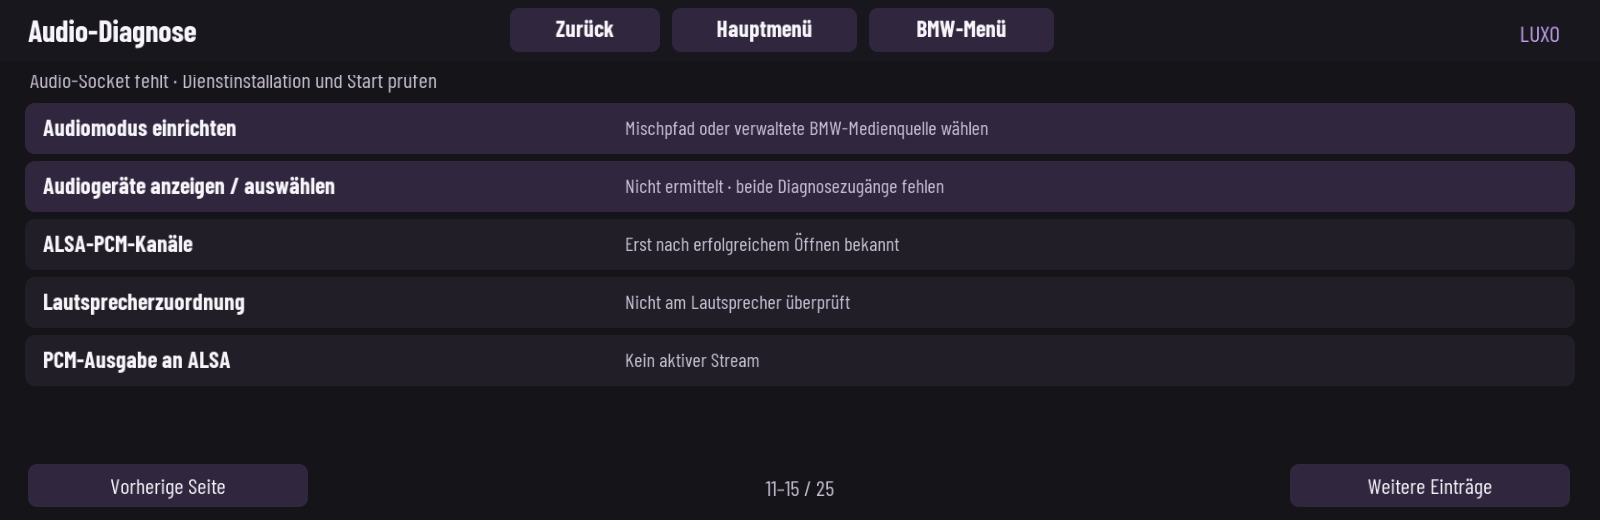 Audio-Diagnose
Zurück
Hauptmenü
BMW-Menü
LUXO
Audio-Socket fehlt · Dienstinstallation und Start prüfen
Audiomodus einrichten
Mischpfad oder verwaltete BMW-Medienquelle wählen
Audiogeräte anzeigen / auswählen
Nicht ermittelt · beide Diagnosezugänge fehlen
ALSA-PCM-Kanäle
Erst nach erfolgreichem Öffnen bekannt
Lautsprecherzuordnung
Nicht am Lautsprecher überprüft
PCM-Ausgabe an ALSA
Kein aktiver Stream
Vorherige Seite
11–15 / 25
Weitere Einträge